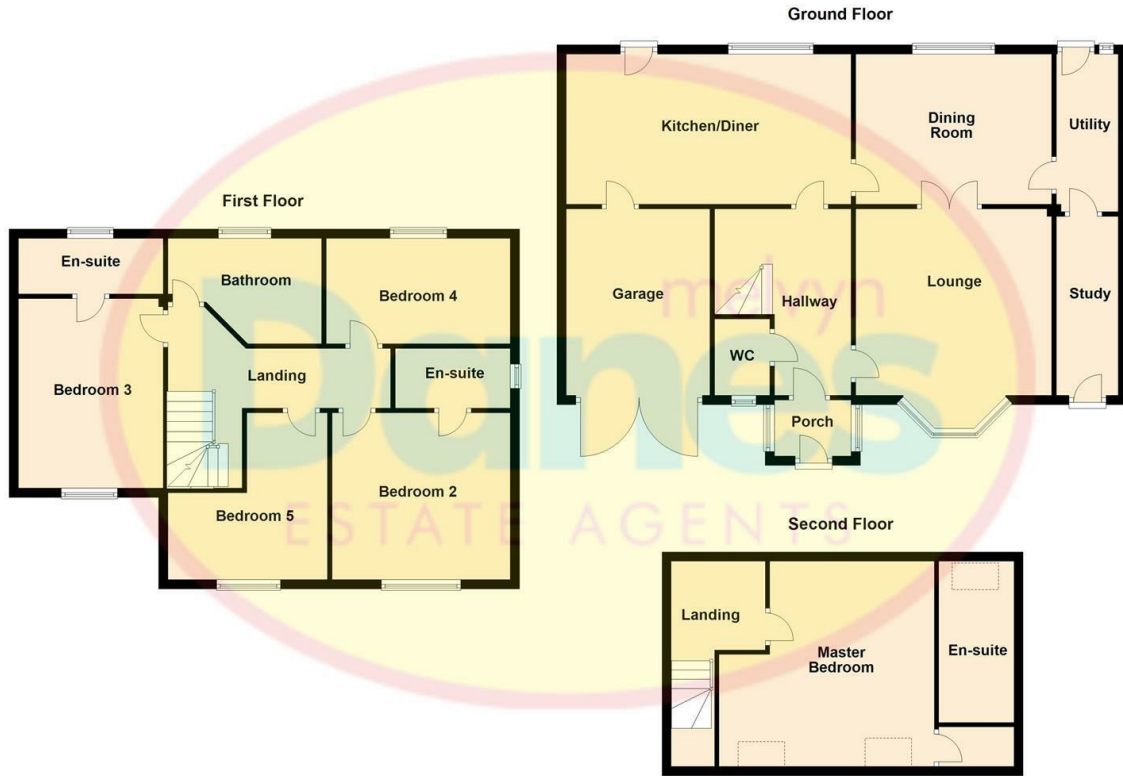 Ground Floor
Kitchen/Diner
Dining
Room
Utility
Garage
Hallway
Lounge
Study
WC
Porch
First Floor
En-suite
Bathroom
Bedroom 4
Bedroom 3
Landing
En-suite
Bedroom 5
Bedroom 2
Second Floor
Landing
Master
Bedroom
En-suite
melvyn
Danes
ESTATE AGENTS